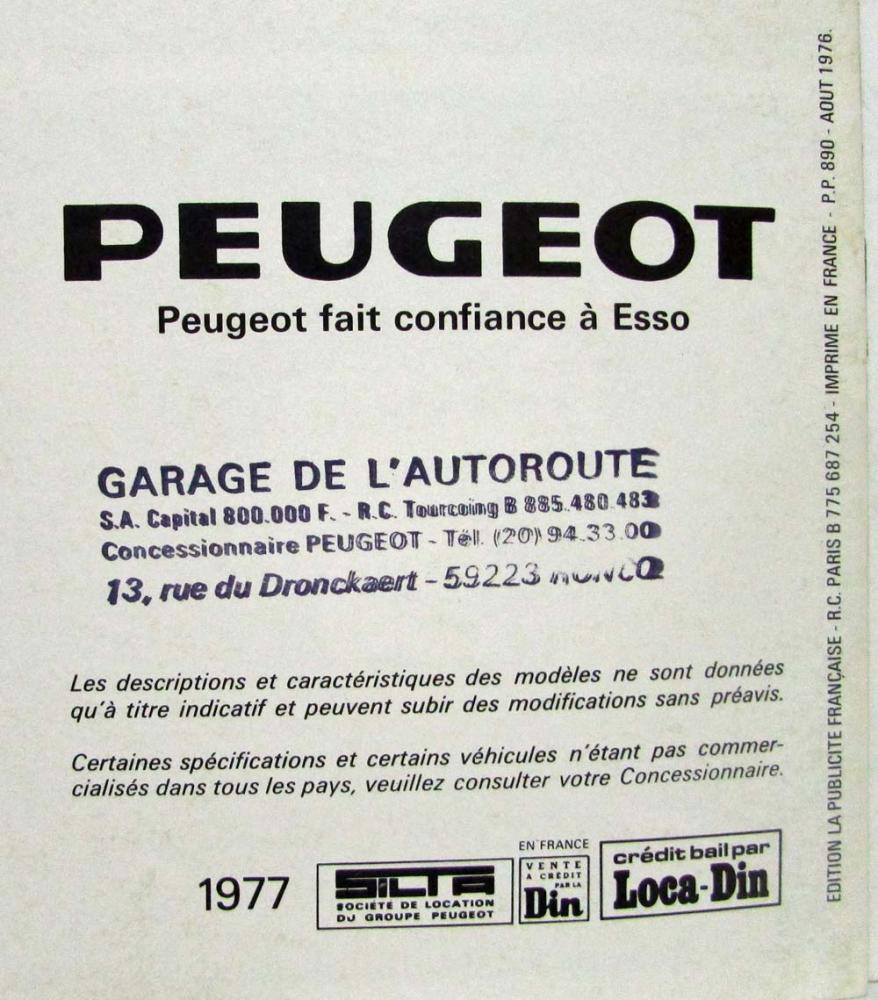 PEUGEOT
Peugeot fait confiance à Esso
GARAGE DE L'AUTOROUTE
S.A. Capital 800.000 F. - R.C. Tourcoing B 885.480.483
Concessionnaire PEUGEOT - Tél. (20) 94.33.00
13, rue du Dronckaert - 59223
Les descriptions et caractéristiques des modèles ne sont données
qu'à titre indicatif et peuvent subir des modifications sans préavis.
Certaines spécifications et certains véhicules n'étant pas commer-
cialisés dans tous les pays, veuillez consulter votre Concessionnaire.
1977
SILTA
SOCIETE DE LOCATION
DU GROUPE PEUGEOT
EN FRANCE
VENTE
A CREDIT
PAR LA
Din
crédit bail par
Loca-Din
EDITION LA PUBLICITE FRANÇAISE - R.C. PARIS B 775 687 254 - IMPRIME EN FRANCE - P.P. 890 - AOUT 1976.